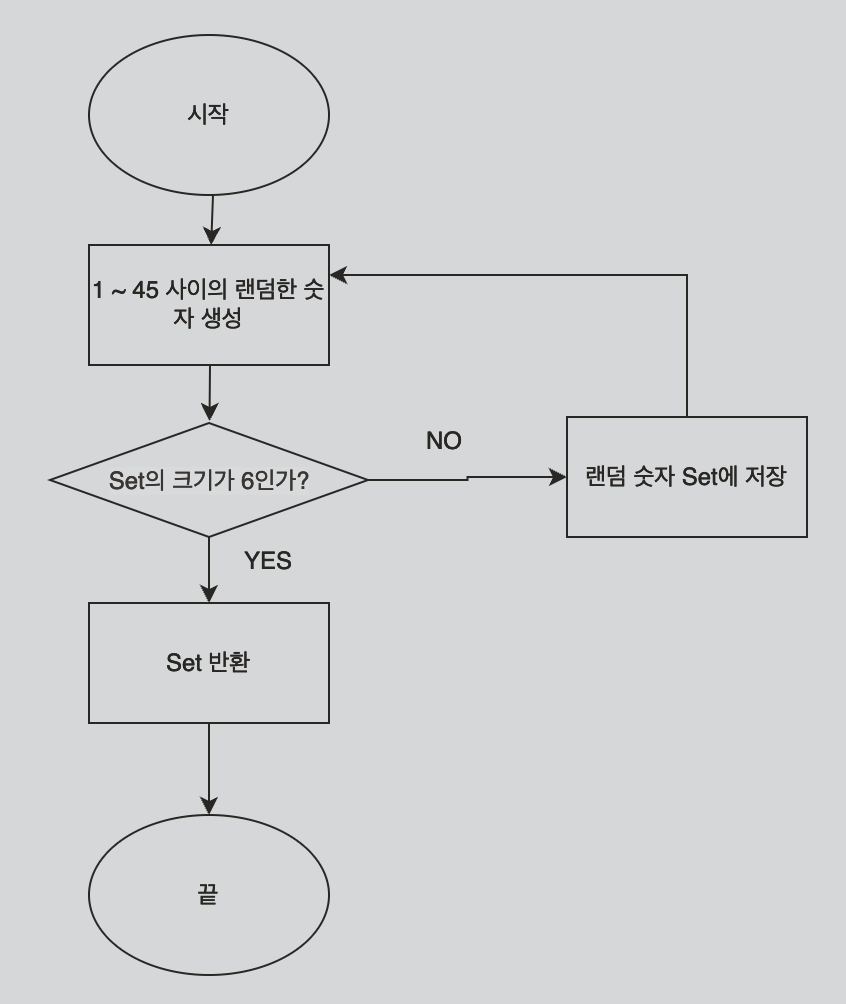 시작
1 ~ 45 사이의 랜덤한 숫
자 생성
NO
Set의 크기가 6인가?
랜덤 숫자 Set에 저장
YES
Set 반환
끝